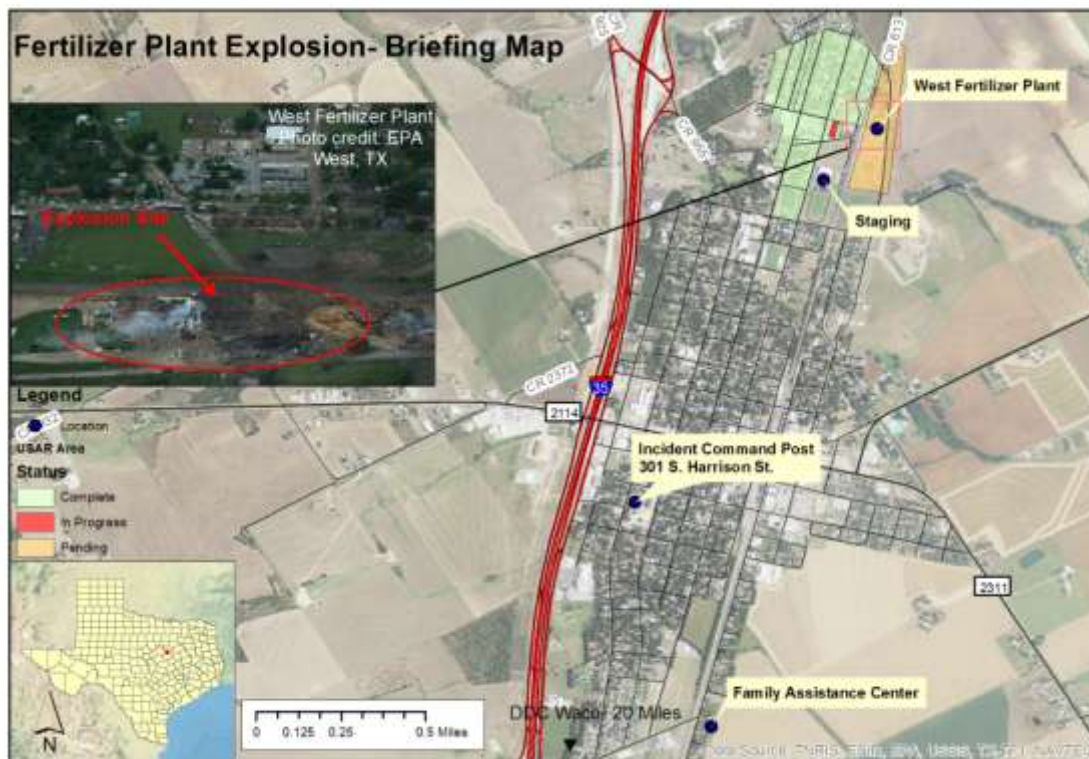 Fertilizer Plant Explosion- Briefing Map
West Fertilizer Plant
Photo credit: EPA
West, TX
Explosion Site
CR 613
West Fertilizer Plant
Staging
C/R 2372
35
2114
Incident Command Post
301 S. Harrison St.
2311
Legend
Location
USAR Area
Status
Complete
In Progress
Pending
N
0 0.125 0.25 0.5 Miles
DDC Waco- 20 Miles
Family Assistance Center